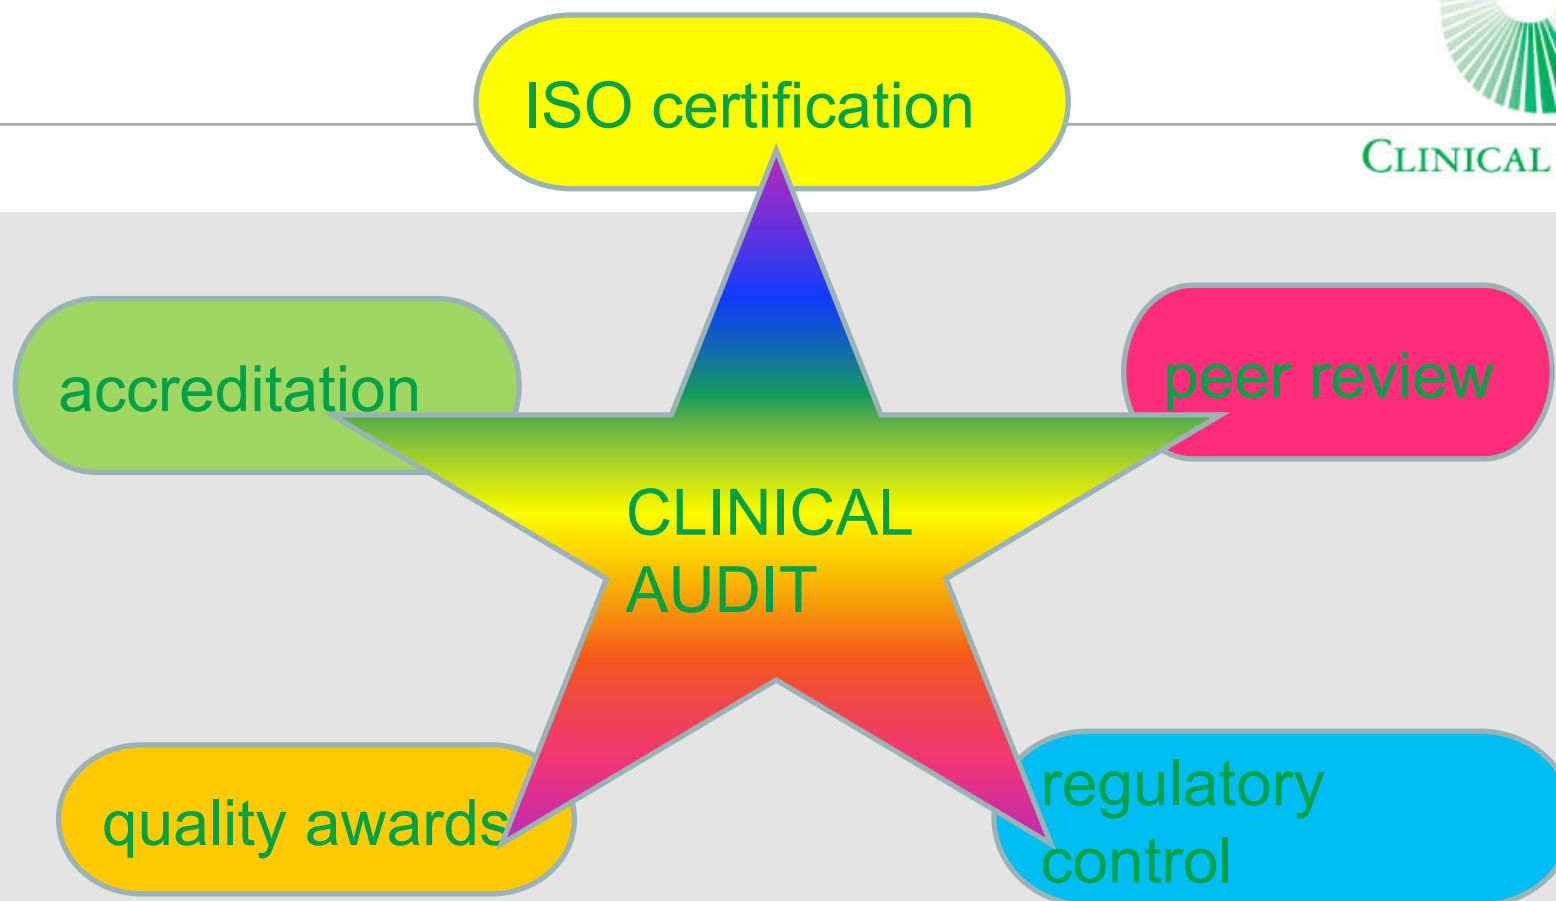 ISO certification
CLINICAL
accreditation
peer review
CLINICAL
AUDIT
quality awards
regulatory
control